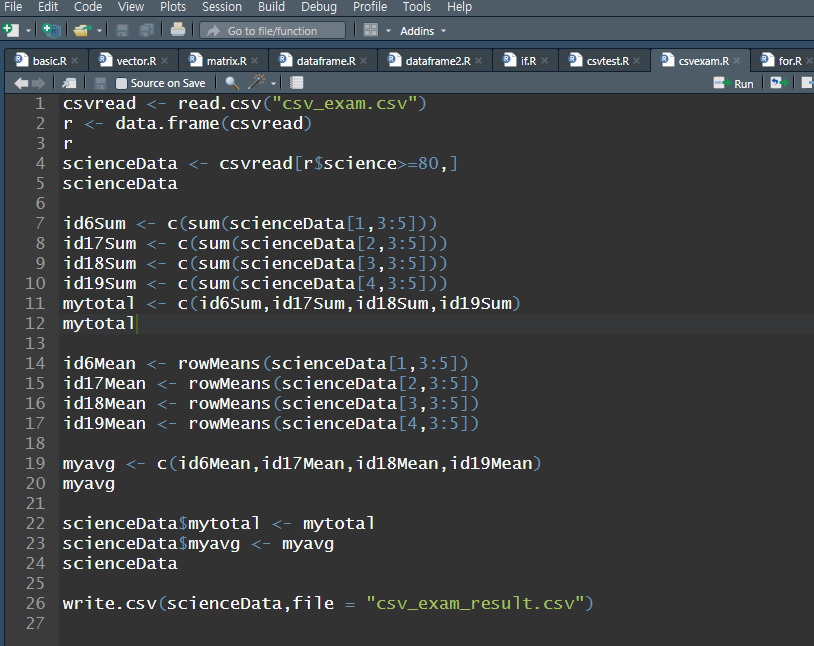 File Edit Code View Plots Session Build Debug Profile Tools Help
Go to file/function Addins
basic.R vector.R matrix.R dataframe.R dataframe2.R if.R csvtest.R csvexam.R for.R
Source on Save Run
1 csvread <- read.csv("csv_exam.csv")
2 r <- data.frame(csvread)
3 r
4 scienceData <- csvread[r$science>=80,]
5 scienceData
6
7 id6Sum <- c(sum(scienceData[1,3:5]))
8 id17Sum <- c(sum(scienceData[2,3:5]))
9 id18Sum <- c(sum(scienceData[3,3:5]))
10 id19Sum <- c(sum(scienceData[4,3:5]))
11 mytotal <- c(id6Sum,id17Sum,id18Sum,id19Sum)
12 mytotal
13
14 id6Mean <- rowMeans(scienceData[1,3:5])
15 id17Mean <- rowMeans(scienceData[2,3:5])
16 id18Mean <- rowMeans(scienceData[3,3:5])
17 id19Mean <- rowMeans(scienceData[4,3:5])
18
19 myavg <- c(id6Mean,id17Mean,id18Mean,id19Mean)
20 myavg
21
22 scienceData$mytotal <- mytotal
23 scienceData$myavg <- myavg
24 scienceData
25
26 write.csv(scienceData,file = "csv_exam_result.csv")
27